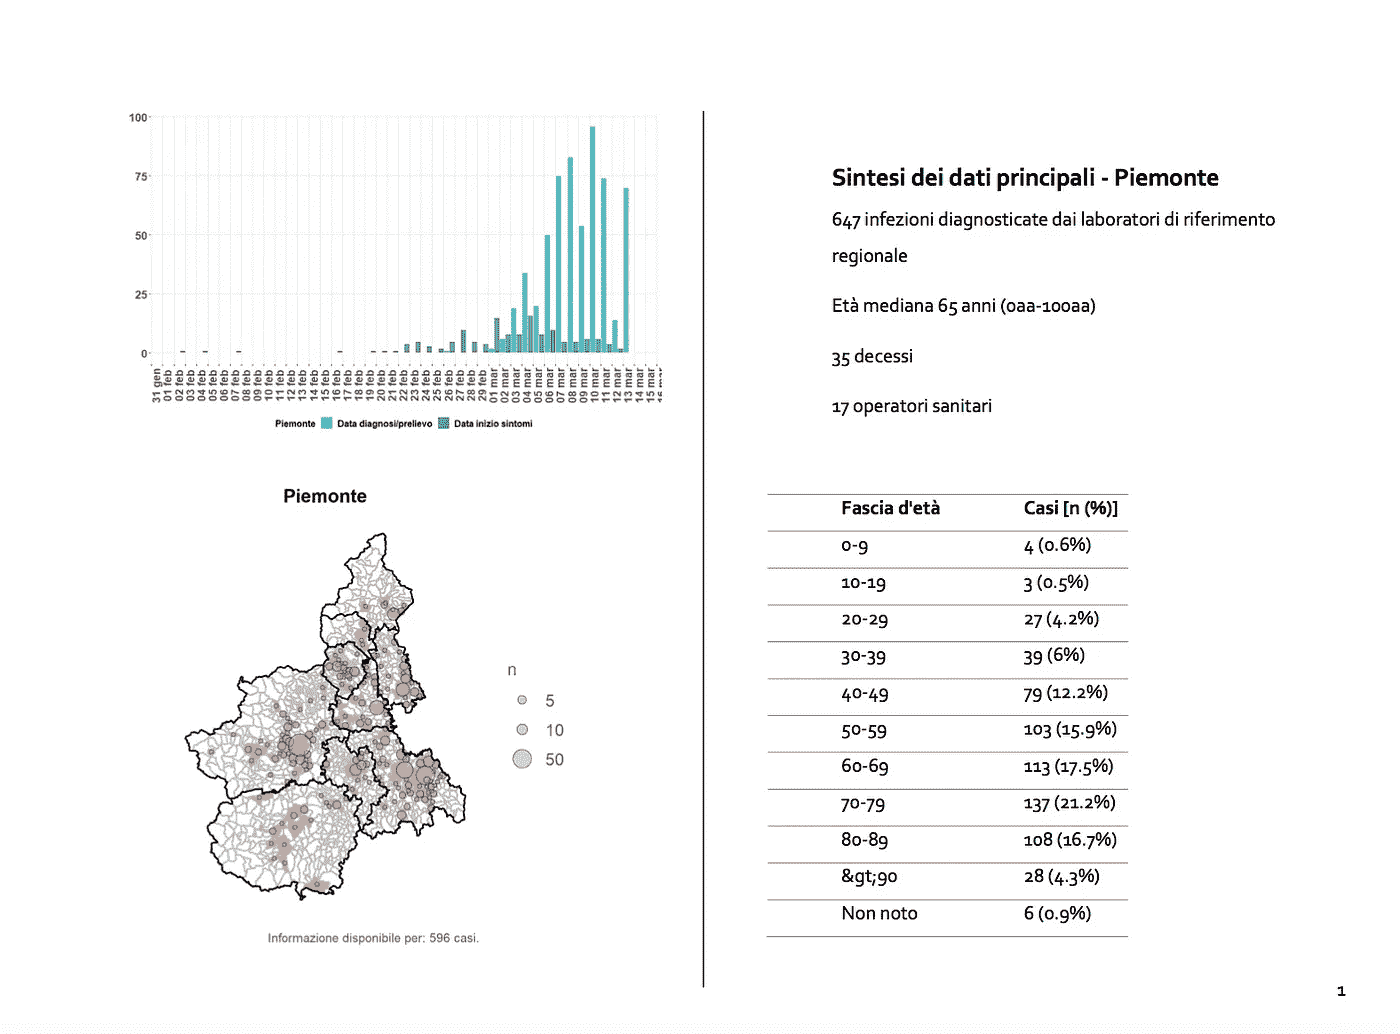 100
75
50
25
0
31 gen
01 feb
02 feb
03 feb
04 feb
05 feb
06 feb
07 feb
08 feb
09 feb
10 feb
11 feb
12 feb
13 feb
14 feb
15 feb
16 feb
17 feb
18 feb
19 feb
20 feb
21 feb
22 feb
23 feb
24 feb
25 feb
26 feb
27 feb
28 feb
29 feb
01 mar
02 mar
03 mar
04 mar
05 mar
06 mar
07 mar
08 mar
09 mar
10 mar
11 mar
12 mar
13 mar
14 mar
15 mar
Piemonte Data diagnosi/prelievo Data inizio sintomi
Piemonte
n
5
10
50
Informazione disponibile per: 596 casi.
Sintesi dei dati principali - Piemonte
647 infezioni diagnosticate dai laboratori di riferimento
regionale
Età mediana 65 anni (0aa-100aa)
35 decessi
17 operatori sanitari
Fascia d'età Casi [n (%)]
0-9 4 (0.6%)
10-19 3 (0.5%)
20-29 27 (4.2%)
30-39 39 (6%)
40-49 79 (12.2%)
50-59 103 (15.9%)
60-69 113 (17.5%)
70-79 137 (21.2%)
80-89 108 (16.7%)
&gt;90 28 (4.3%)
Non noto 6 (0.9%)
1